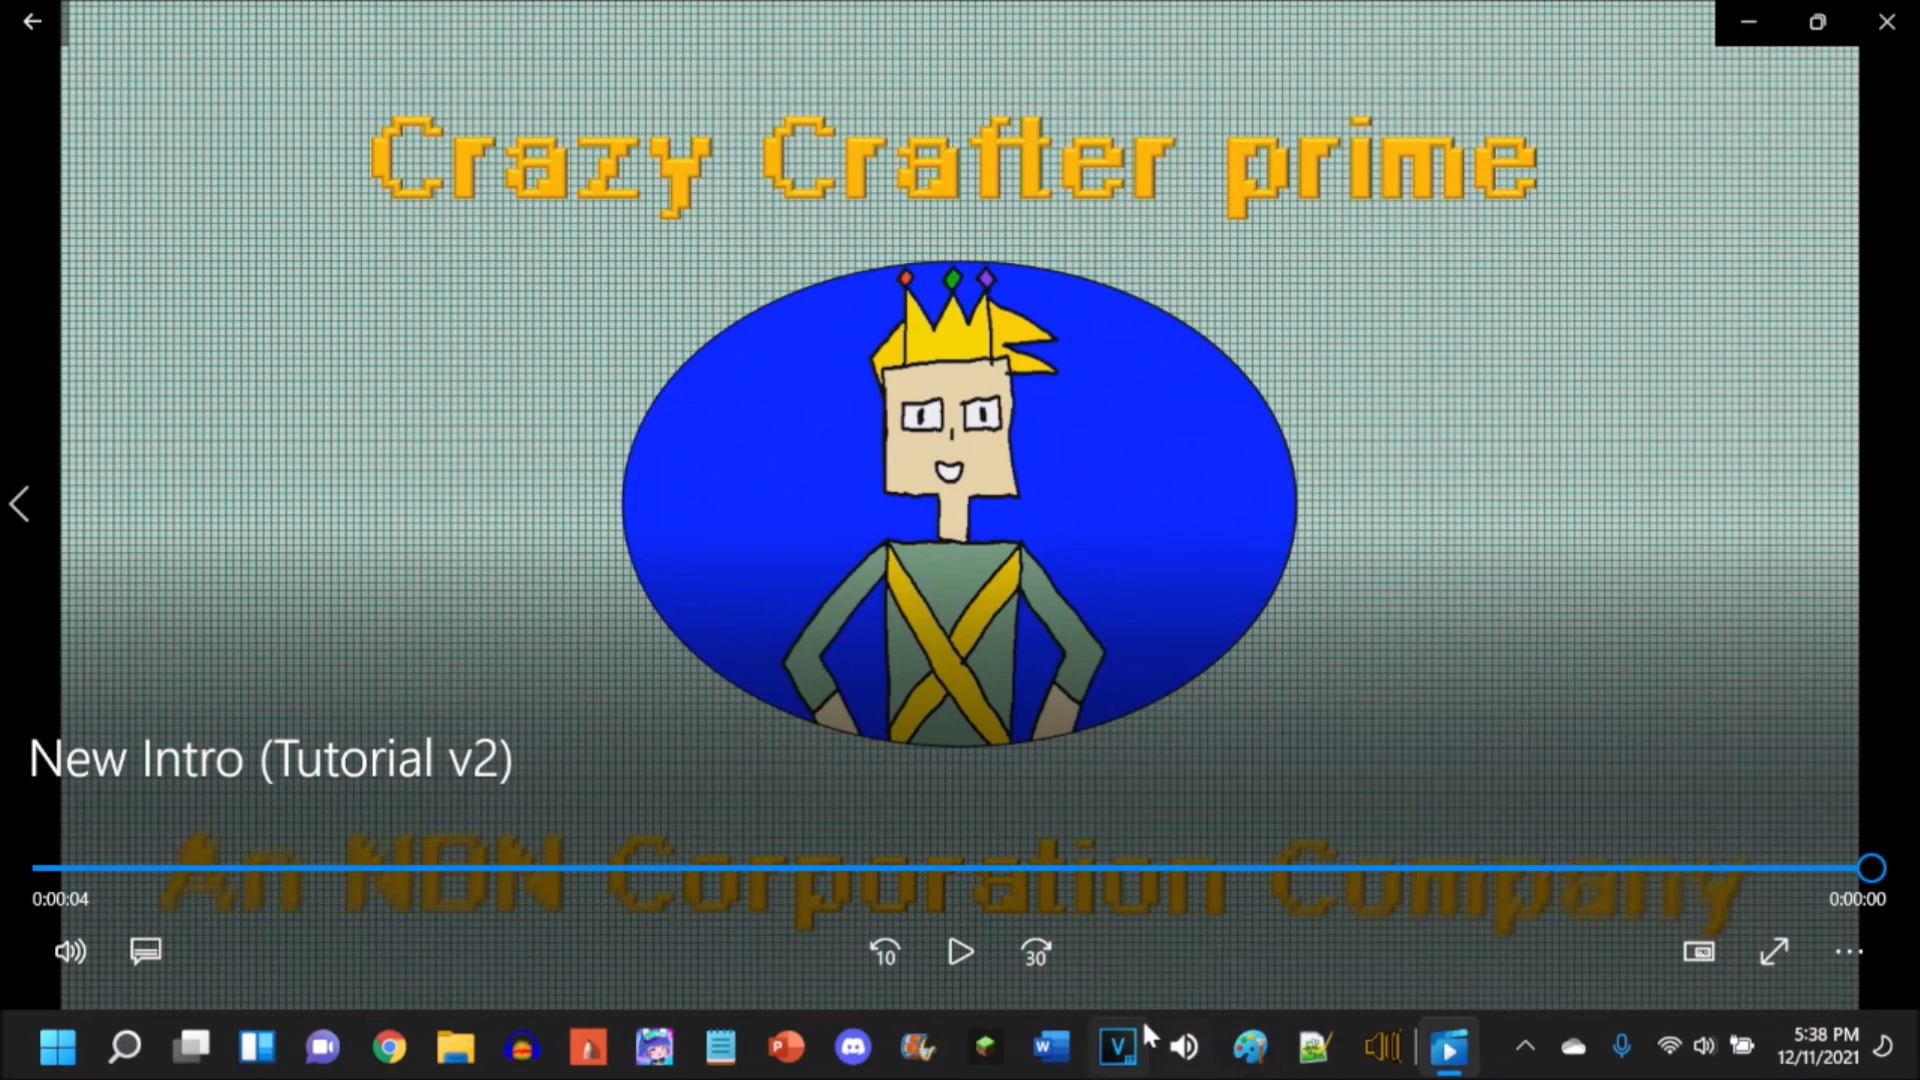 Crazy Crafter prime
New Intro (Tutorial v2)
An NBN Corporation Company
0:00:04
0:00:00
10
30
P
W
V
5:38 PM
12/11/2021